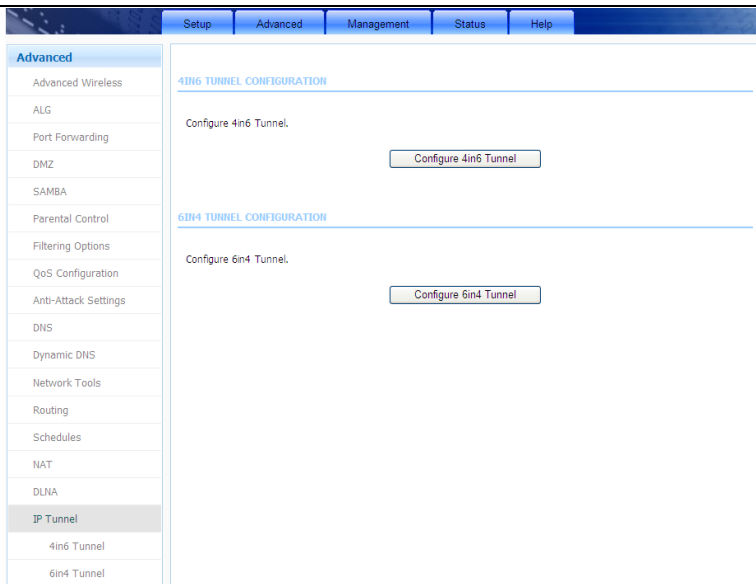 Setup Advanced Management Status Help
Advanced
Advanced Wireless
ALG
Port Forwarding
DMZ
SAMBA
Parental Control
Filtering Options
QoS Configuration
Anti-Attack Settings
DNS
Dynamic DNS
Network Tools
Routing
Schedules
NAT
DLNA
IP Tunnel
4in6 Tunnel
6in4 Tunnel
4IN6 TUNNEL CONFIGURATION
Configure 4in6 Tunnel.
Configure 4in6 Tunnel
6IN4 TUNNEL CONFIGURATION
Configure 6in4 Tunnel.
Configure 6in4 Tunnel